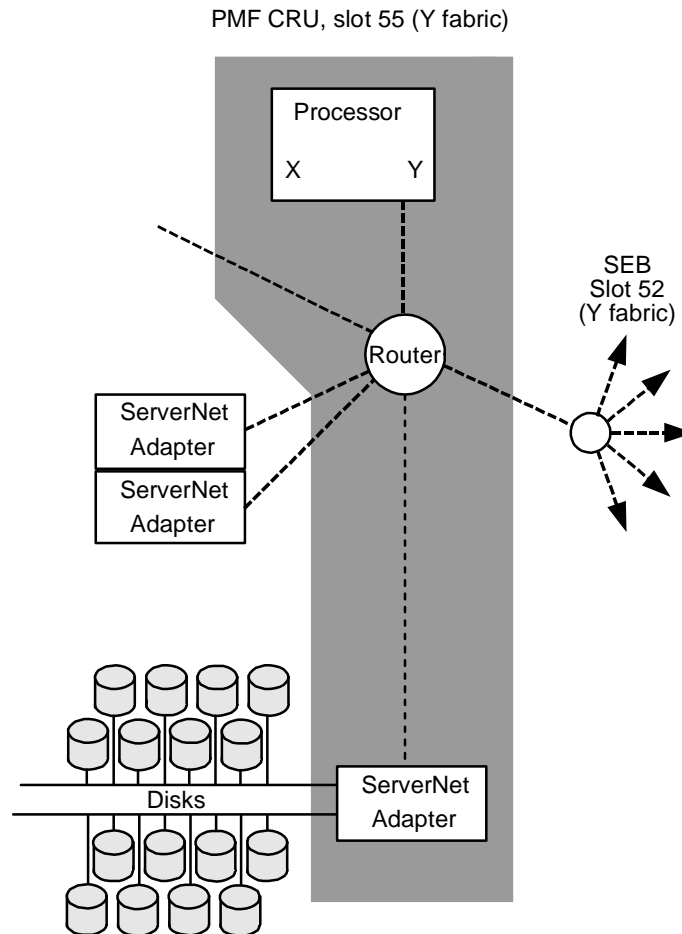 PMF CRU, slot 55 (Y fabric)
Processor
X Y
SEB
Slot 52
(Y fabric)
Router
ServerNet
Adapter
ServerNet
Adapter
ServerNet
Adapter
Disks